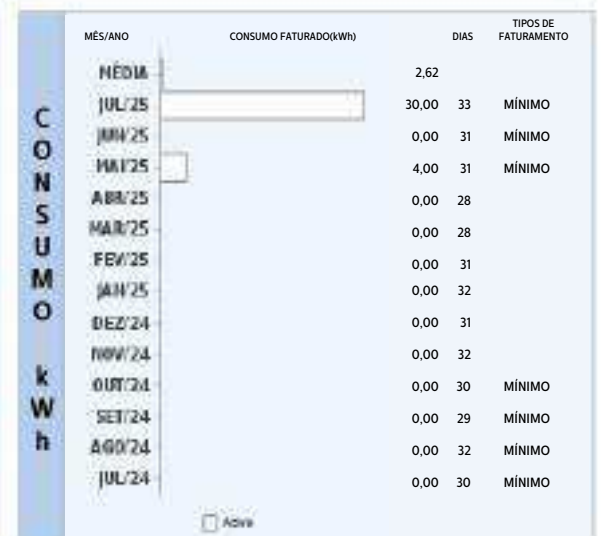 CONSUMO kWh
MÊS/ANO CONSUMO FATURADO(kWh) DIAS TIPOS DE FATURAMENTO
MÉDIA 2,62
JUL/25 30,00 33 MÍNIMO
JUN/25 0,00 31 MÍNIMO
MAI/25 4,00 31 MÍNIMO
ABR/25 0,00 28
MAR/25 0,00 28
FEV/25 0,00 31
JAN/25 0,00 32
DEZ/24 0,00 31
NOV/24 0,00 32
OUT/24 0,00 30 MÍNIMO
SET/24 0,00 29 MÍNIMO
AGO/24 0,00 32 MÍNIMO
JUL/24 0,00 30 MÍNIMO